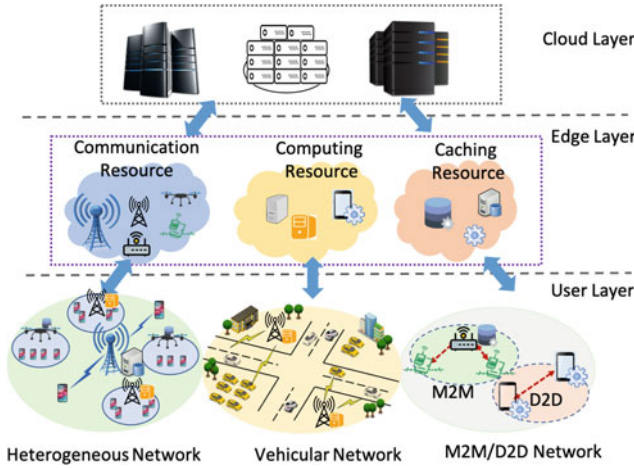 Cloud Layer
Edge Layer
Communication
Resource
Computing
Resource
Caching
Resource
User Layer
M2M
D2D
Heterogeneous Network
Vehicular Network
M2M/D2D Network